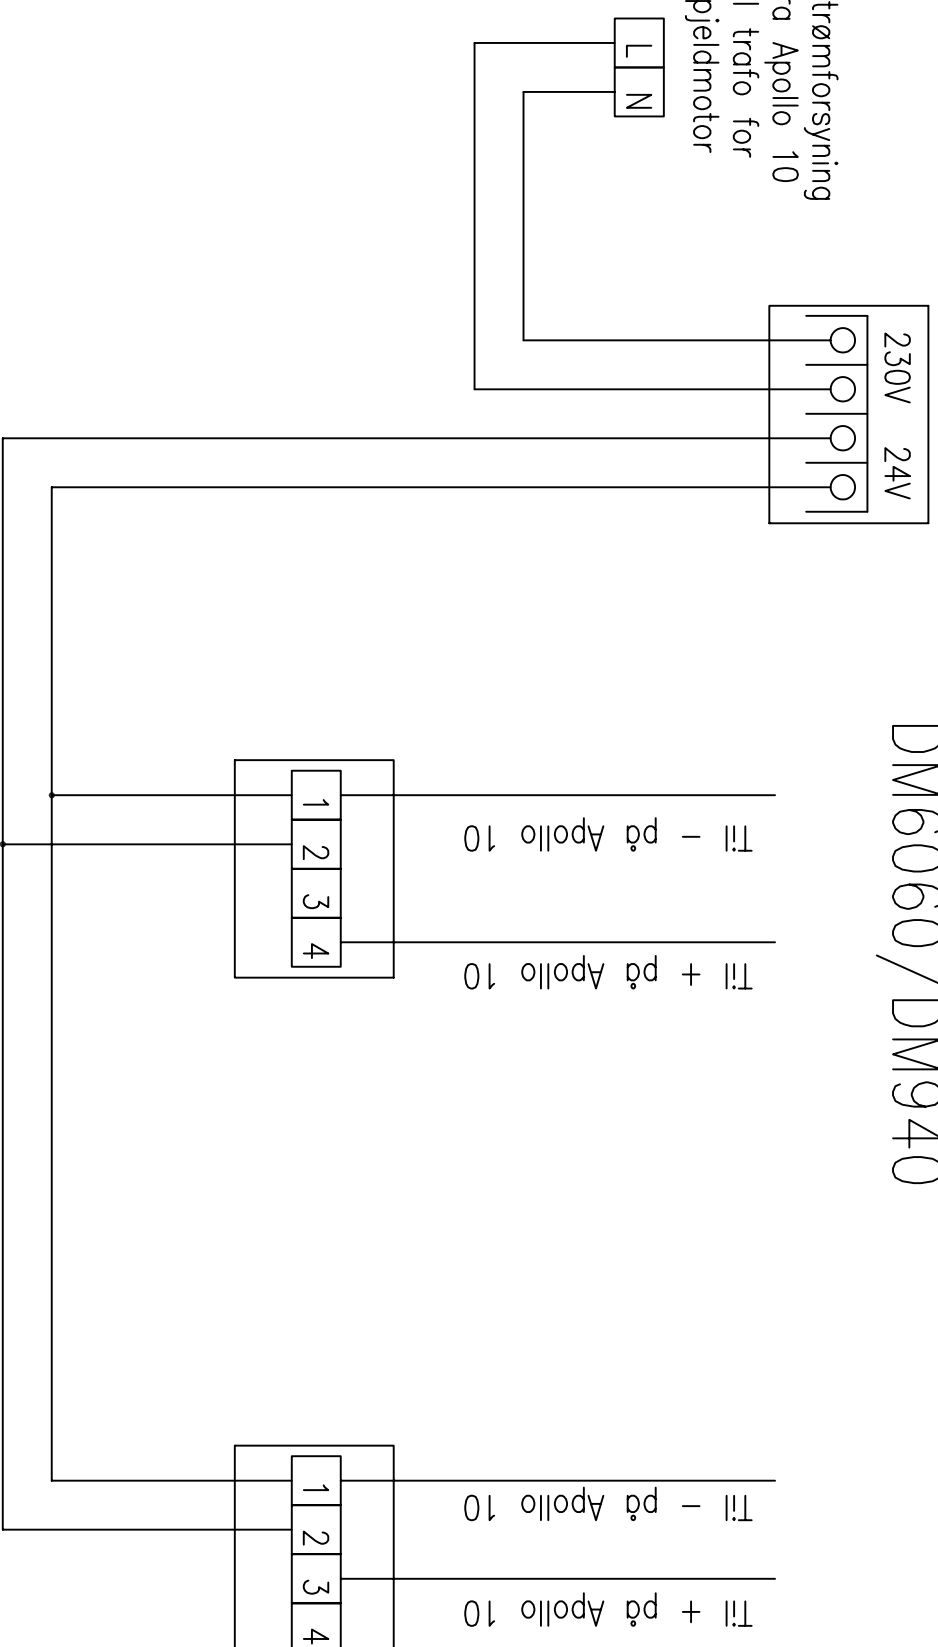 trømforsyning
ra Apollo 10
l trafo for
pjeldmotor
L
N
230V 24V
DM6060/DM940
1
2
3
4
Til - på Apollo 10
Til + på Apollo 10
1
2
3
4
Til - på Apollo 10
Til + på Apollo 10